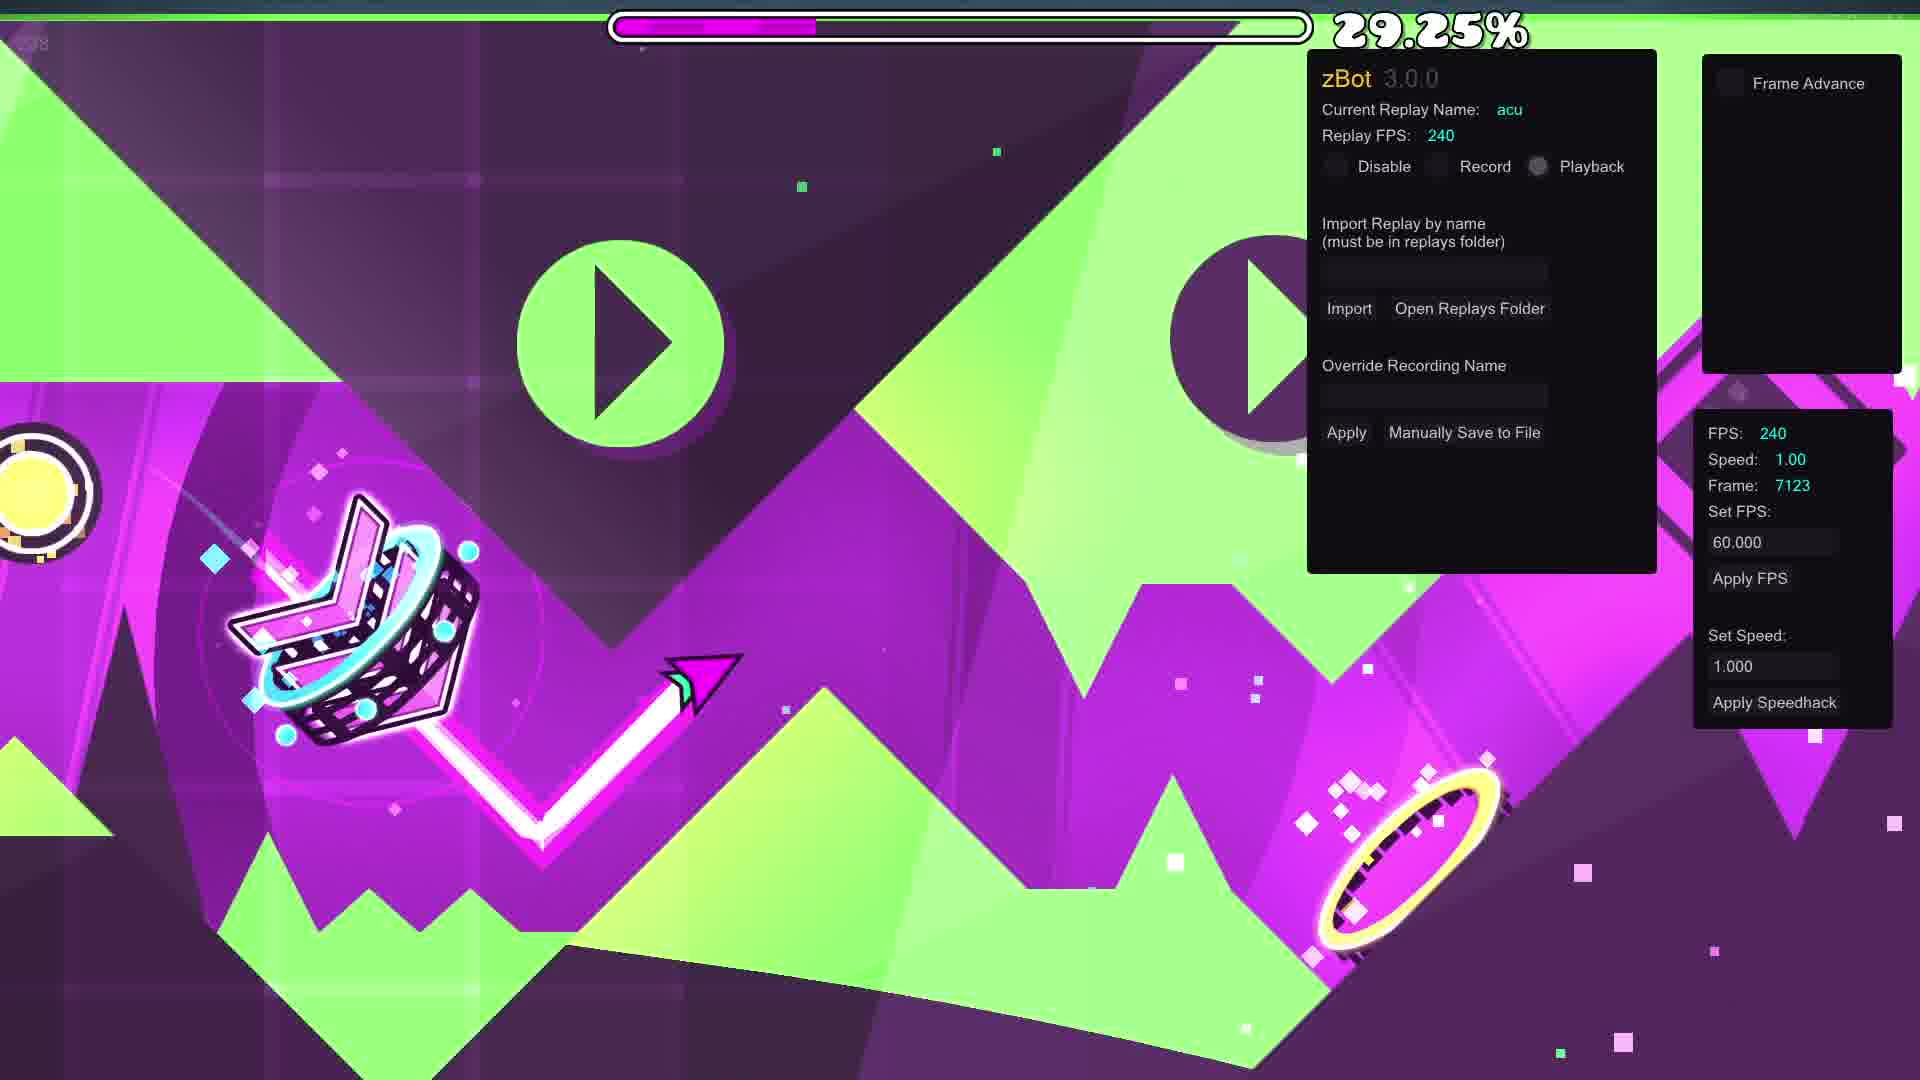 29.25%
zBot 3.0.0
Current Replay Name: acu
Replay FPS: 240
Disable Record Playback
Import Replay by name
(must be in replays folder)
Import Open Replays Folder
Override Recording Name
Apply Manually Save to File
Frame Advance
FPS: 240
Speed: 1.00
Frame: 7123
Set FPS:
60.000
Apply FPS
Set Speed:
1.000
Apply Speedhack